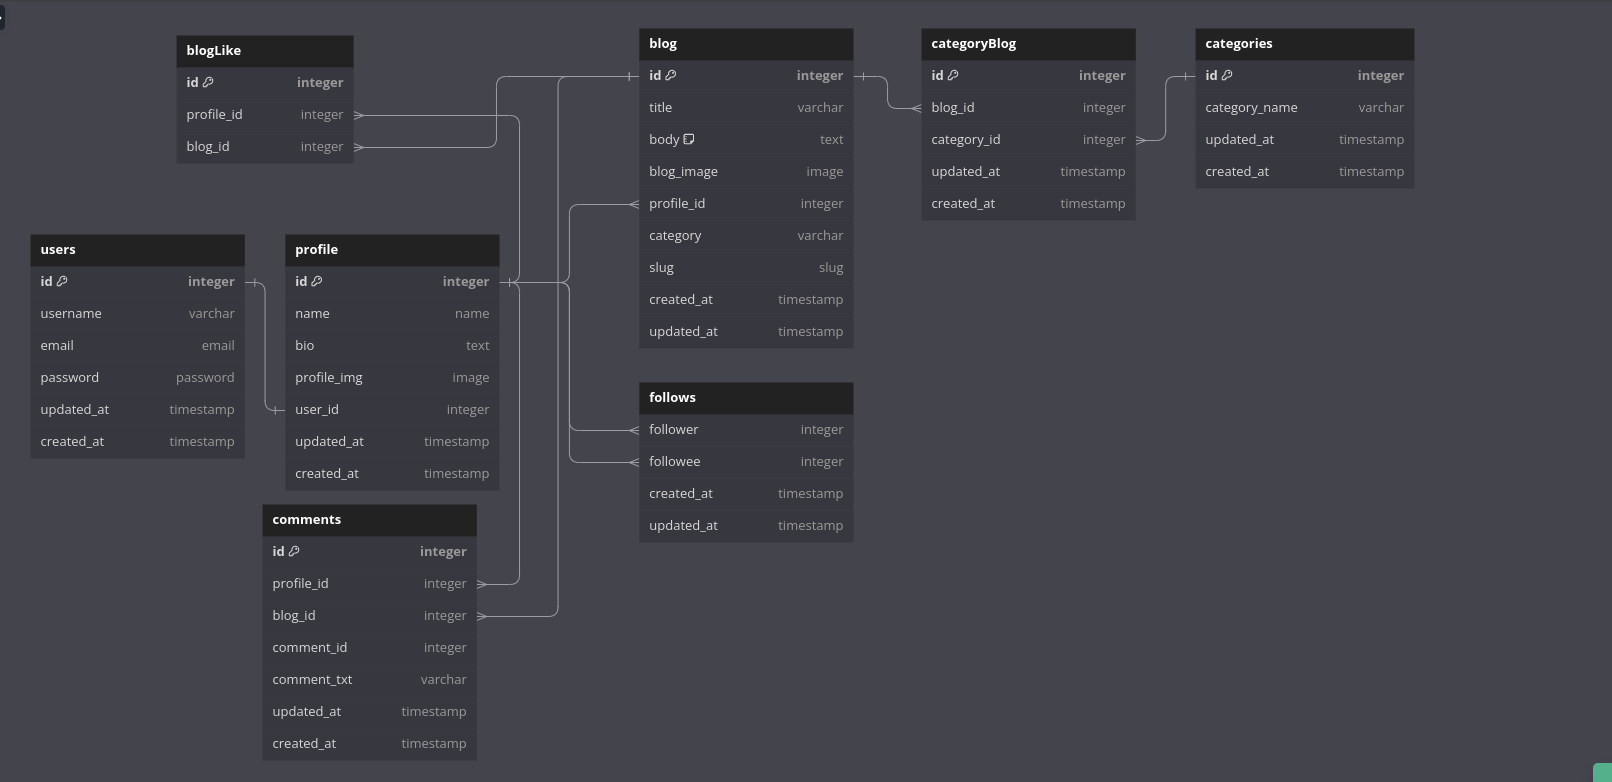 blogLike
id integer
profile_id integer
blog_id integer
users
id integer
username varchar
email email
password password
updated_at timestamp
created_at timestamp
profile
id integer
name name
bio text
profile_img image
user_id integer
updated_at timestamp
created_at timestamp
comments
id integer
profile_id integer
blog_id integer
comment_id integer
comment_txt varchar
updated_at timestamp
created_at timestamp
blog
id integer
title varchar
body text
blog_image image
profile_id integer
category varchar
slug slug
created_at timestamp
updated_at timestamp
follows
follower integer
followee integer
created_at timestamp
updated_at timestamp
categoryBlog
id integer
blog_id integer
category_id integer
updated_at timestamp
created_at timestamp
categories
id integer
category_name varchar
updated_at timestamp
created_at timestamp